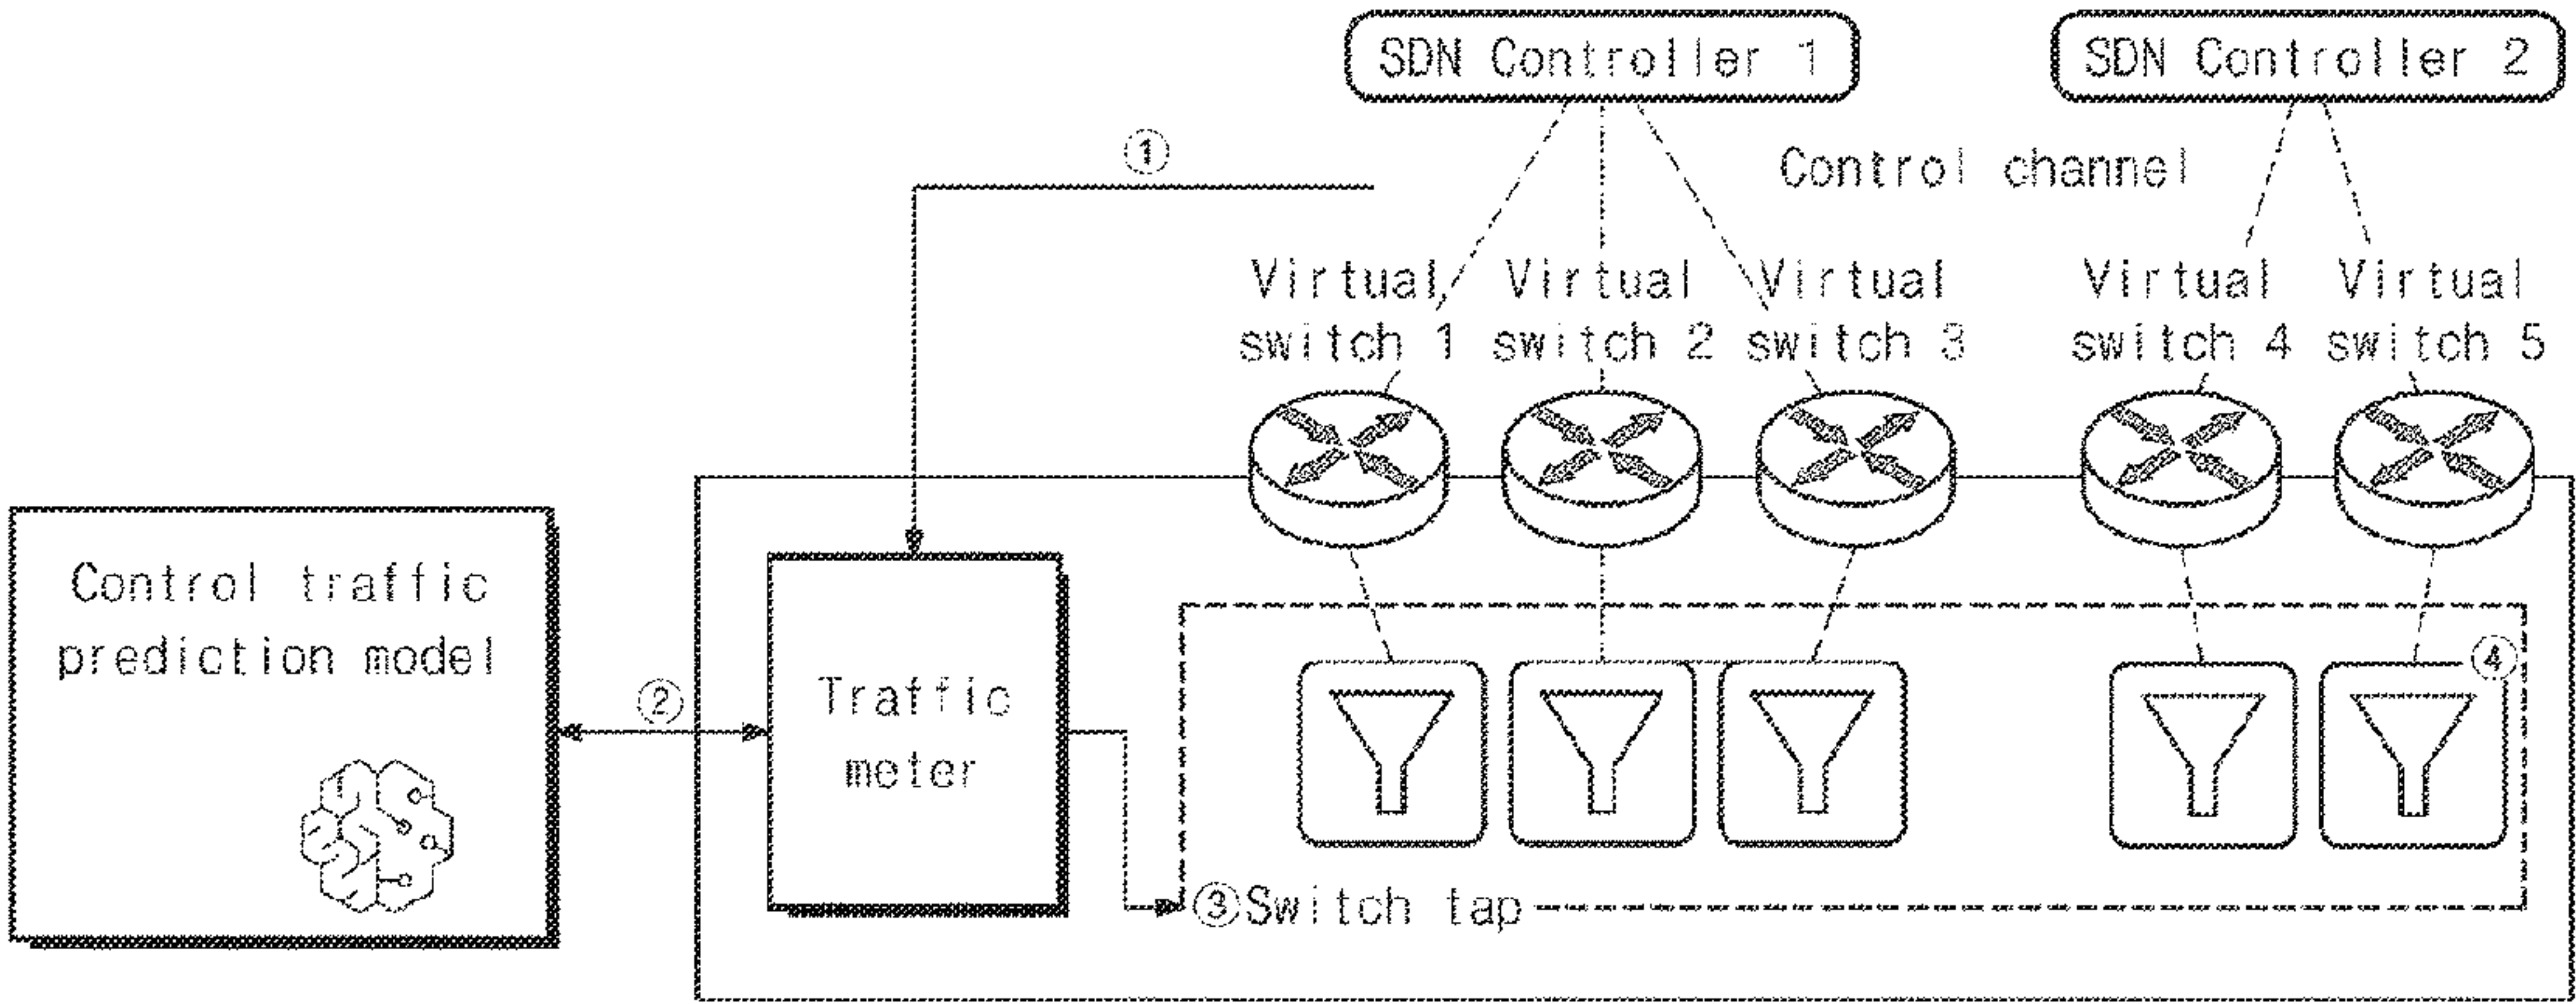 SDN Controller 1
SDN Controller 2
①
Control channel
Virtual switch 1
Virtual switch 2
Virtual switch 3
Virtual switch 4
Virtual switch 5
Control traffic
prediction model
②
Traffic
meter
④
③Switch tap